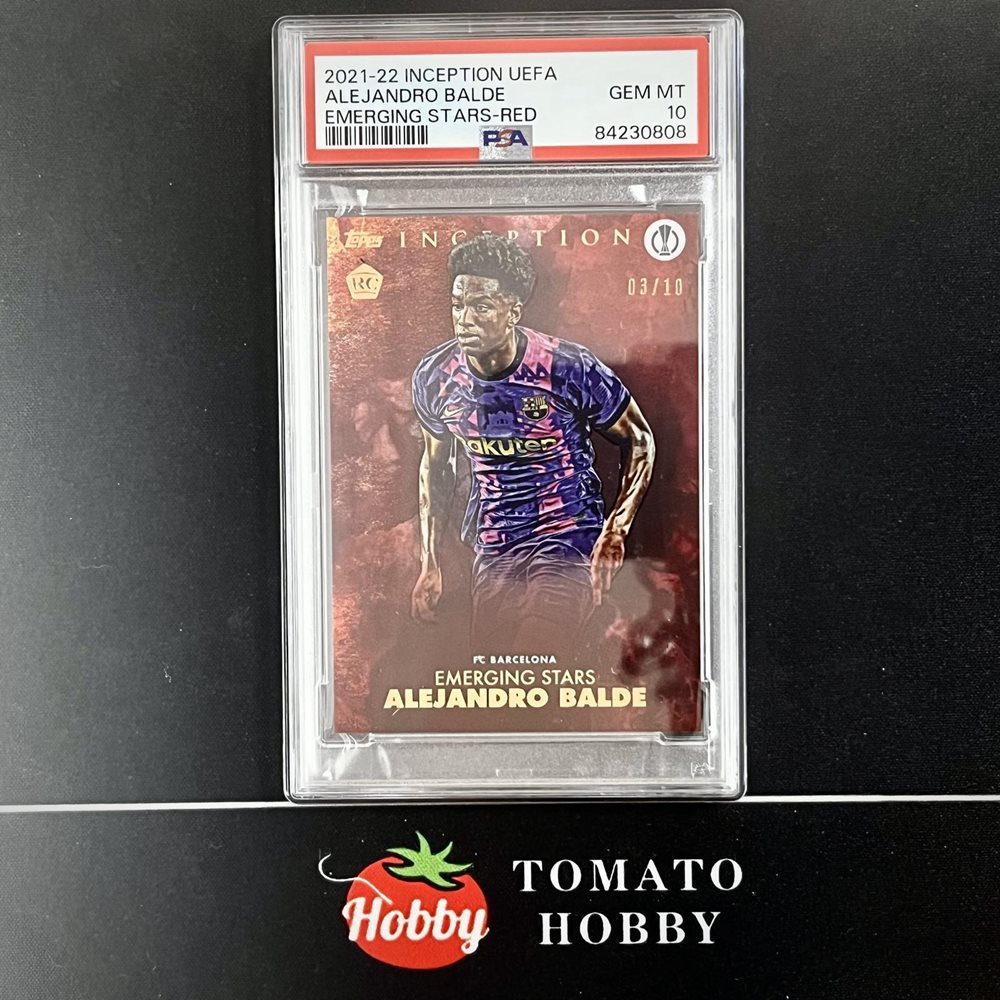 2021-22 INCEPTION UEFA
ALEJANDRO BALDE GEM MT
EMERGING STARS-RED 10
PSA 84230808
Topps INCEPTION
RC 03/10
Rakuten
FC BARCELONA
EMERGING STARS
ALEJANDRO BALDE
Hobby TOMATO
HOBBY